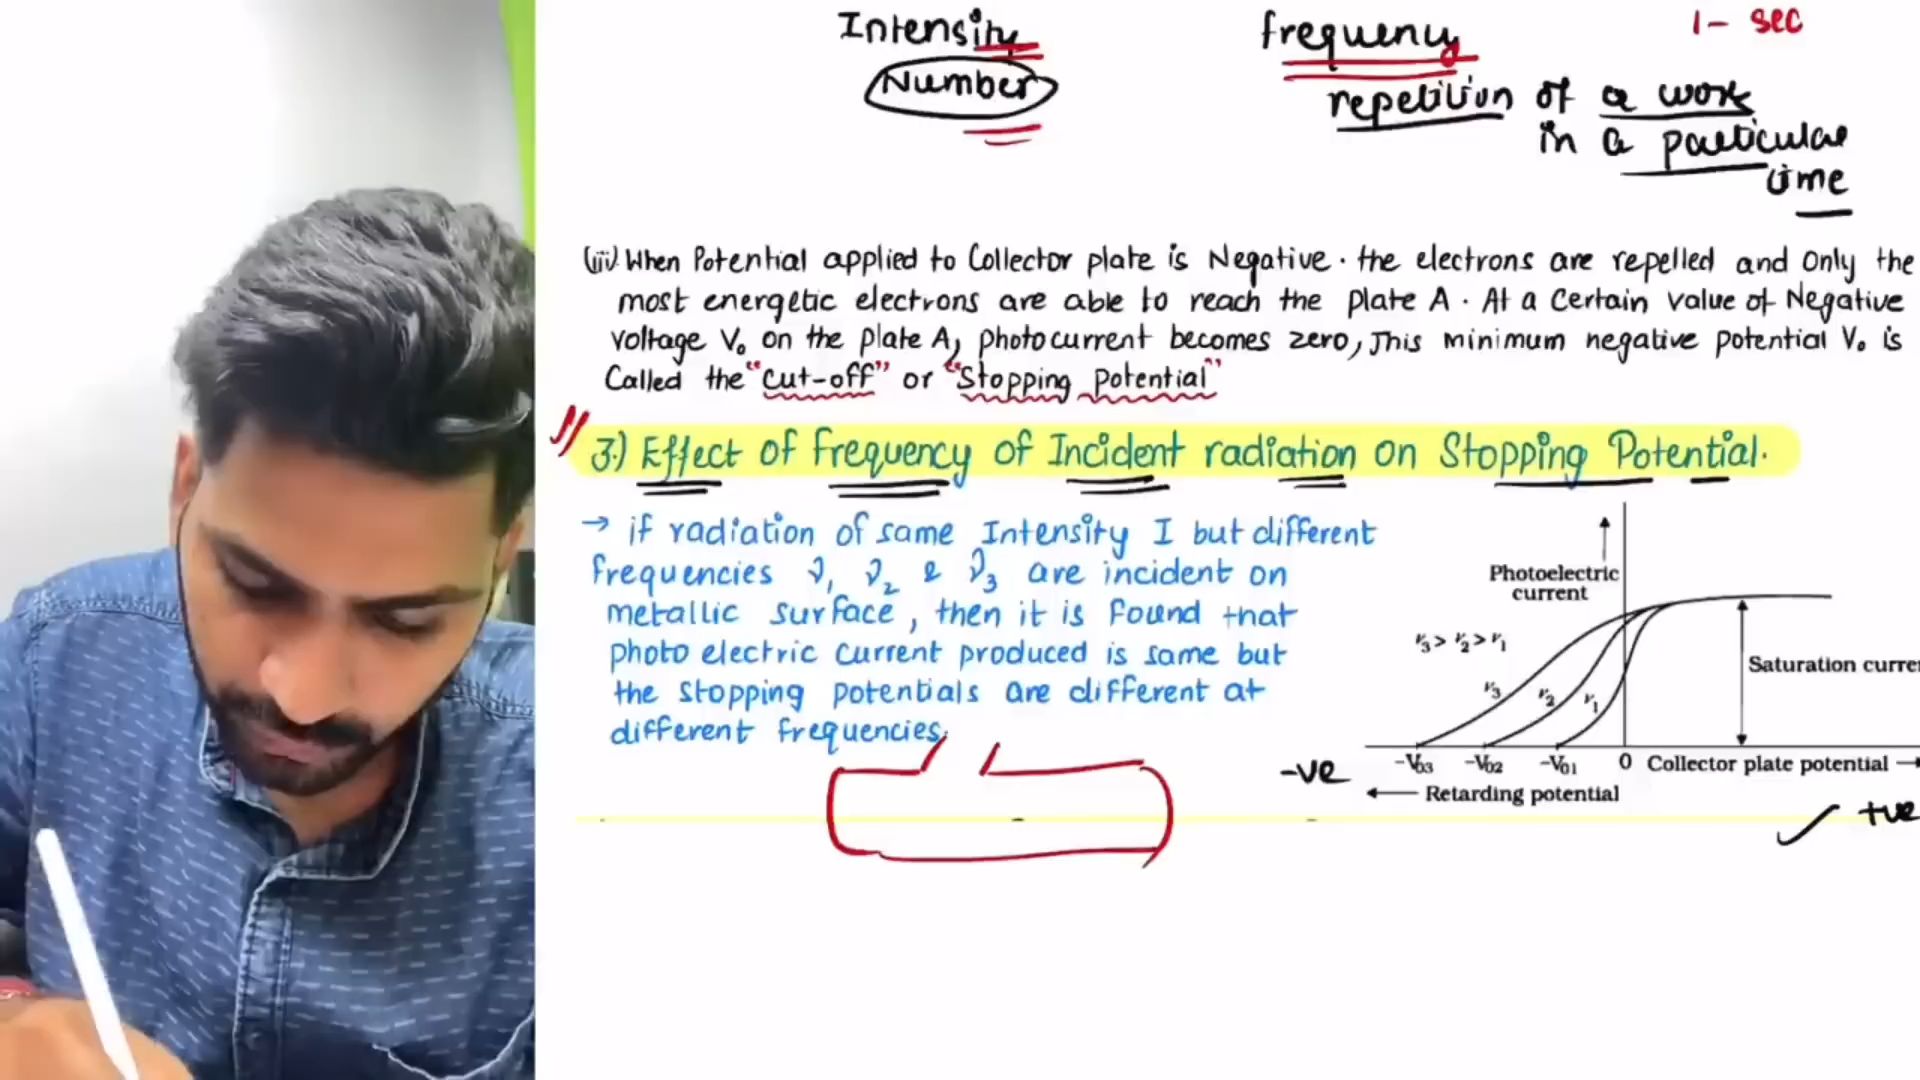 Intensity
Number
frequency
1- sec
repetition of a work
in a particular
time
(iii) When Potential applied to Collector plate is Negative. the electrons are repelled and only the
most energetic electrons are able to reach the plate A. At a Certain value of Negative
voltage V₀ on the plate A, photocurrent becomes zero, This minimum negative potential V₀ is
Called the "cut-off" or "Stopping Potential"
3.) Effect of frequency of Incident radiation on Stopping Potential.
→ if radiation of same Intensity I but different
frequencies ν₁ ν₂ & ν₃ are incident on
metallic surface, then it is found that
photo electric current produced is same but
the stopping potentials are different at
different frequencies.
Photoelectric
current
ν₃ > ν₂ > ν₁
ν₃ ν₂ ν₁
Saturation curre
-ve
-V₀₃ -V₀₂ -V₀₁ 0 Collector plate potential →
← Retarding potential
+ve